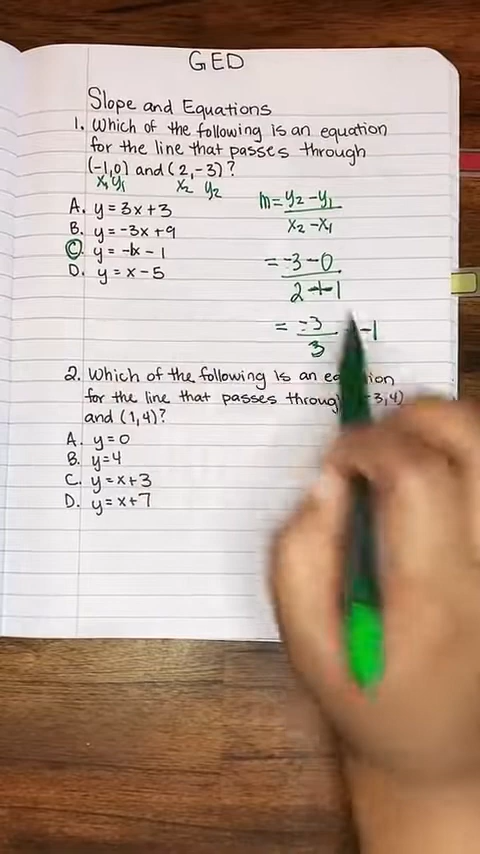 GED
Slope and Equations
1. Which of the following is an equation
for the line that passes through
(-1,0) and (2,-3)?
x₁ y₁ x₂ y₂
A. y=3x+3
B. y=-3x+9
C. y=-1x-1
D. y=x-5
m=y₂-y₁
x₂-x₁
=-3-0
2+1
=-3
3
-1
2. Which of the following is an
for the line that passes
and (1,4)?
A. y=0
B. y=4
C. y=x+3
D. y=x+7